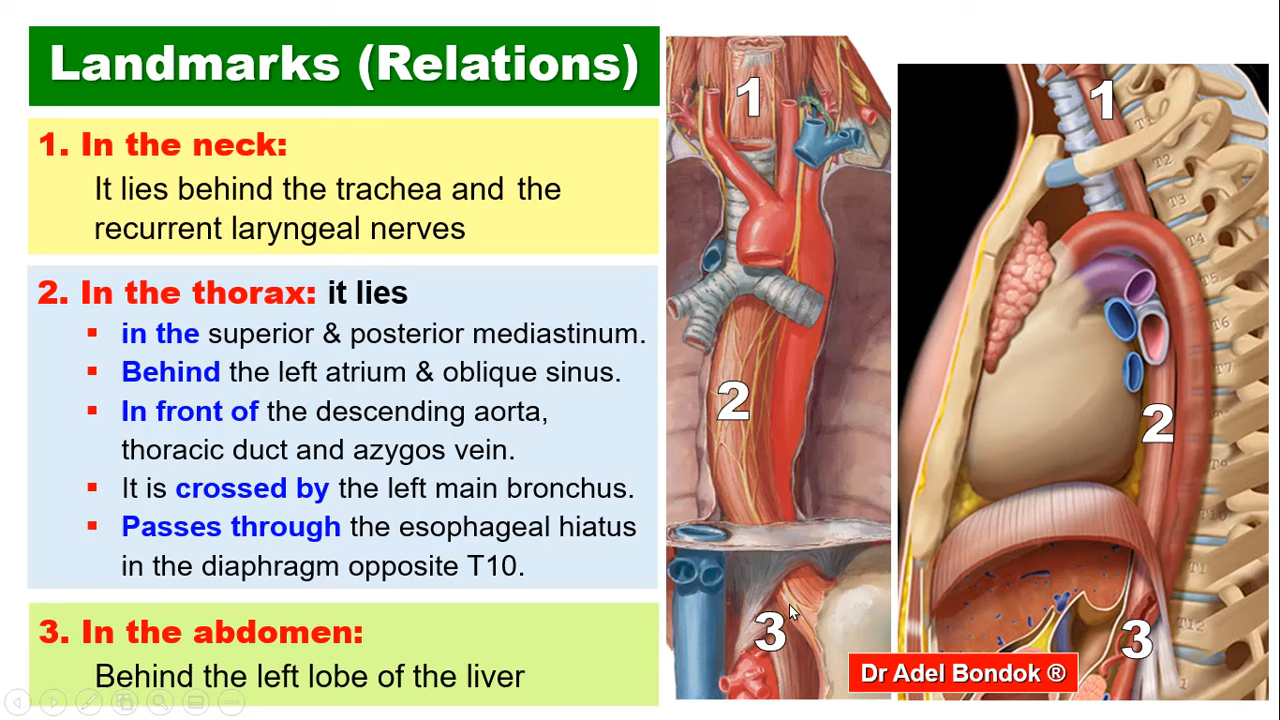 Landmarks (Relations)
1. In the neck:
It lies behind the trachea and the
recurrent laryngeal nerves
2. In the thorax: it lies
▪ in the superior & posterior mediastinum.
▪ Behind the left atrium & oblique sinus.
▪ In front of the descending aorta,
thoracic duct and azygos vein.
▪ It is crossed by the left main bronchus.
▪ Passes through the esophageal hiatus
in the diaphragm opposite T10.
3. In the abdomen:
Behind the left lobe of the liver
1
2
3
1
T1
T2
T3
T4
T5
T6
T7
2
T9
T10
T12
3
1
Dr Adel Bondok ®